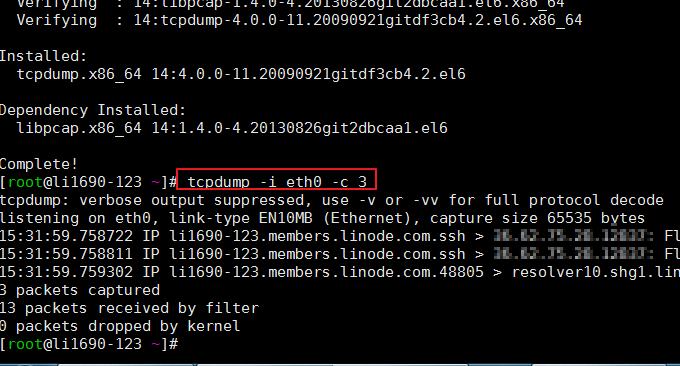 Verifying  : 14:libpcap-1.4.0-4.20130826git2dbcaa1.el6.x86_64
Verifying  : 14:tcpdump-4.0.0-11.20090921gitdf3cb4.2.el6.x86_64
Installed:
tcpdump.x86_64 14:4.0.0-11.20090921gitdf3cb4.2.el6
Dependency Installed:
libpcap.x86_64 14:1.4.0-4.20130826git2dbcaa1.el6
Complete!
[root@li1690-123 ~]# tcpdump -i eth0 -c 3
tcpdump: verbose output suppressed, use -v or -vv for full protocol decode
listening on eth0, link-type EN10MB (Ethernet), capture size 65535 bytes
15:31:59.758722 IP li1690-123.members.linode.com.ssh > : Fl
15:31:59.758811 IP li1690-123.members.linode.com.ssh > : Fl
15:31:59.759302 IP li1690-123.members.linode.com.48805 > resolver10.shg1.lin
3 packets captured
13 packets received by filter
0 packets dropped by kernel
[root@li1690-123 ~]#